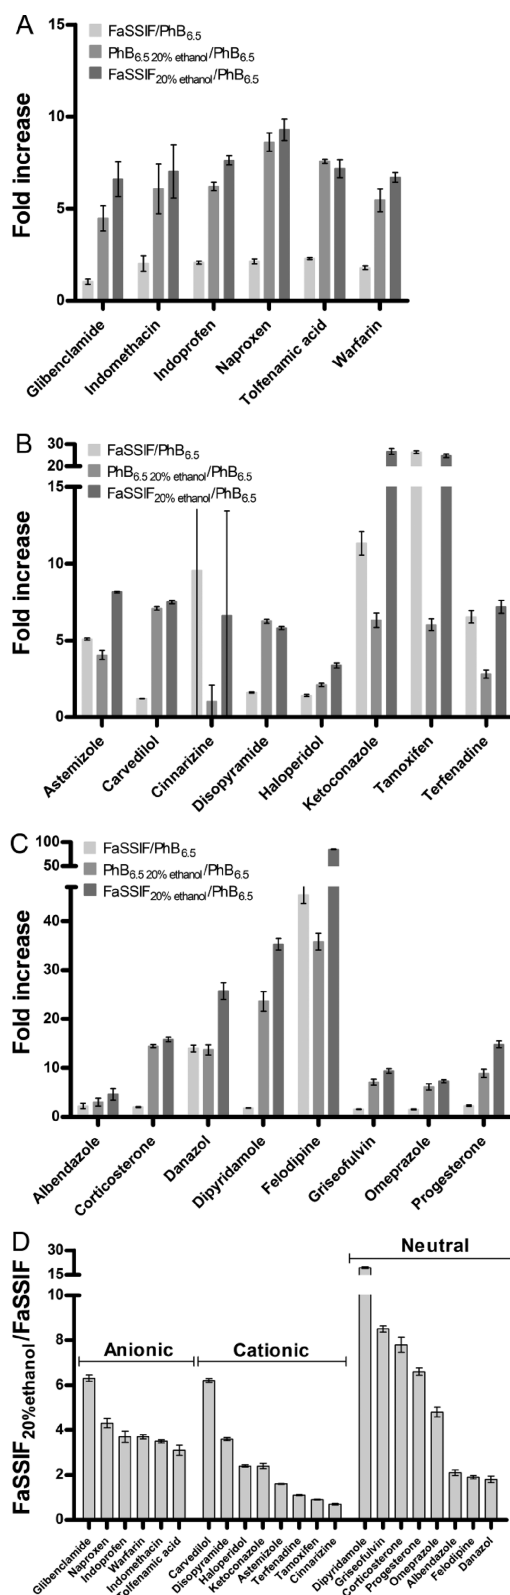 A
FaSSIF/PhB6.5
PhB6.5 20% ethanol/PhB6.5
FaSSIF20% ethanol/PhB6.5
Fold increase
15
10
5
0
Glibenclamide
Indomethacin
Indoprofen
Naproxen
Tolfenamic acid
Warfarin
B
FaSSIF/PhB6.5
PhB6.5 20% ethanol/PhB6.5
FaSSIF20% ethanol/PhB6.5
Fold increase
30
20
15
10
5
0
Astemizole
Carvedilol
Cinnarizine
Disopyramide
Haloperidol
Ketoconazole
Tamoxifen
Terfenadine
C
FaSSIF/PhB6.5
PhB6.5 20% ethanol/PhB6.5
FaSSIF20% ethanol/PhB6.5
Fold increase
100
50
40
30
20
10
0
Albendazole
Corticosterone
Danazol
Dipyridamole
Felodipine
Griseofulvin
Omeprazole
Progesterone
D
FaSSIF20%ethanol/FaSSIF
30
15
10
8
6
4
2
0
Anionic
Cationic
Neutral
Glibenclamide
Naproxen
Indoprofen
Warfarin
Indomethacin
olfenamic acid
Carvedilol
Disopyramide
Haloperidol
Ketoconazole
Astemizole
Terfenadine
Tamoxifen
Cinnarizine
Dipyridamole
Griseofulvin
Corticosterone
Progesterone
Omeprazole
Albendazole
Felodipine
Danazol